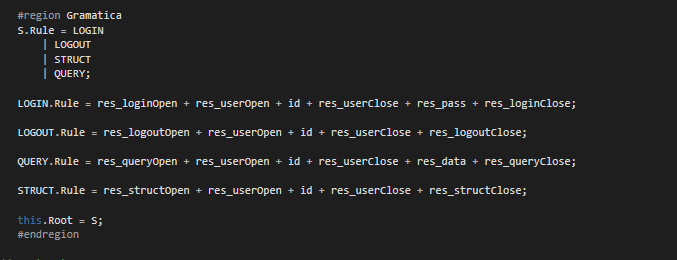 #region Gramatica
S.Rule = LOGIN
| LOGOUT
| STRUCT
| QUERY;
LOGIN.Rule = res_loginOpen + res_userOpen + id + res_userClose + res_pass + res_loginClose;
LOGOUT.Rule = res_logoutOpen + res_userOpen + id + res_userClose + res_logoutClose;
QUERY.Rule = res_queryOpen + res_userOpen + id + res_userClose + res_data + res_queryClose;
STRUCT.Rule = res_structOpen + res_userOpen + id + res_userClose + res_structClose;
this.Root = S;
#endregion